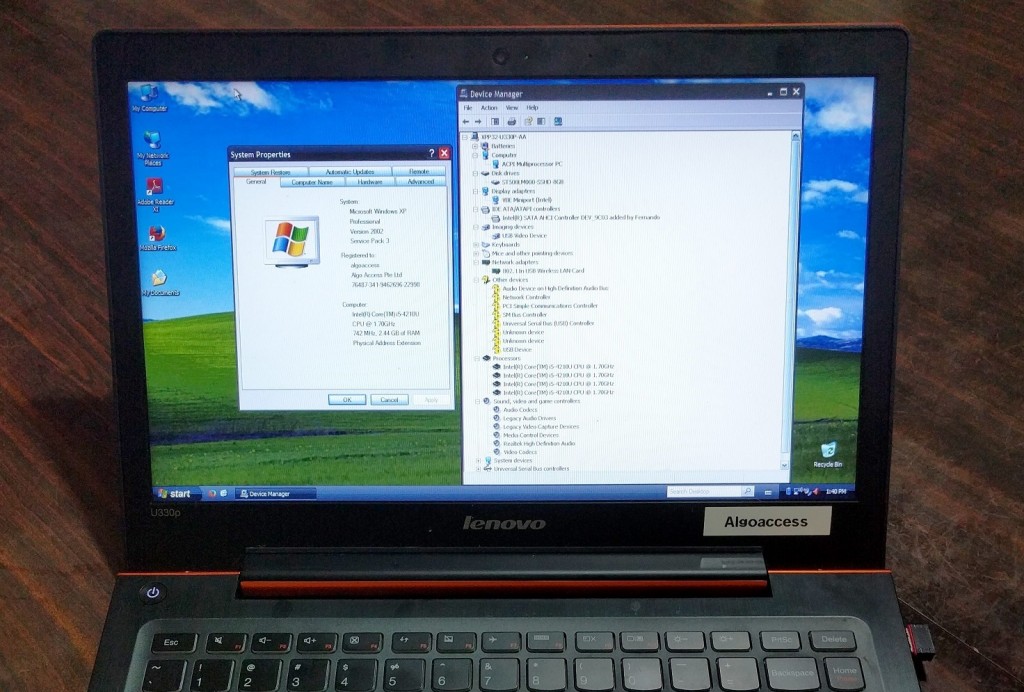 My Computer
My Network
Places
Adobe Reader
XI
Mozilla Firefox
My Documents
System Properties
System Restore
Automatic Updates
Remote
General
Computer Name
Hardware
Advanced
System:
Microsoft Windows XP
Professional
Version 2002
Service Pack 3
Registered to:
algoaccess
Algo Access Pte Ltd
76487-341-9462696-22998
Computer:
Intel(R) Core(TM) i5-4210U
CPU @ 1.70GHz
742 MHz, 2.44 GB of RAM
Physical Address Extension
OK
Cancel
Apply
Device Manager
File Action View Help
Batteries
Computer
ACPI Multiprocessor PC
Disk drives
Display adapters
VBE Miniport (Intel)
IDE ATA/ATAPI controllers
Intel(R) SATA AHCI Controller DEV_9C03 added by Fernando
Imaging devices
USB Video Device
Keyboards
Mice and other pointing devices
Network adapters
802.11n USB Wireless LAN Card
Other devices
Audio Device on High Definition Audio Bus
Network Controller
PCI Simple Communications Controller
SM Bus Controller
Universal Serial Bus (USB) Controller
Unknown device
Unknown device
USB Device
Processors
Intel(R) Core(TM) i5-4210U CPU @ 1.70GHz
Intel(R) Core(TM) i5-4210U CPU @ 1.70GHz
Intel(R) Core(TM) i5-4210U CPU @ 1.70GHz
Intel(R) Core(TM) i5-4210U CPU @ 1.70GHz
Sound, video and game controllers
Audio Codecs
Legacy Audio Drivers
Legacy Video Capture Devices
Media Control Devices
Realtek High Definition Audio
Video Codecs
System devices
Universal Serial Bus controllers
Recycle Bin
start
Device Manager
Search Desktop
1:40 PM
U330p
lenovo
Algoaccess
Esc
PrtSc
Delete
~ ! @ # $ & *
1 2 3 4 6 7 8 9
Backspace
Home